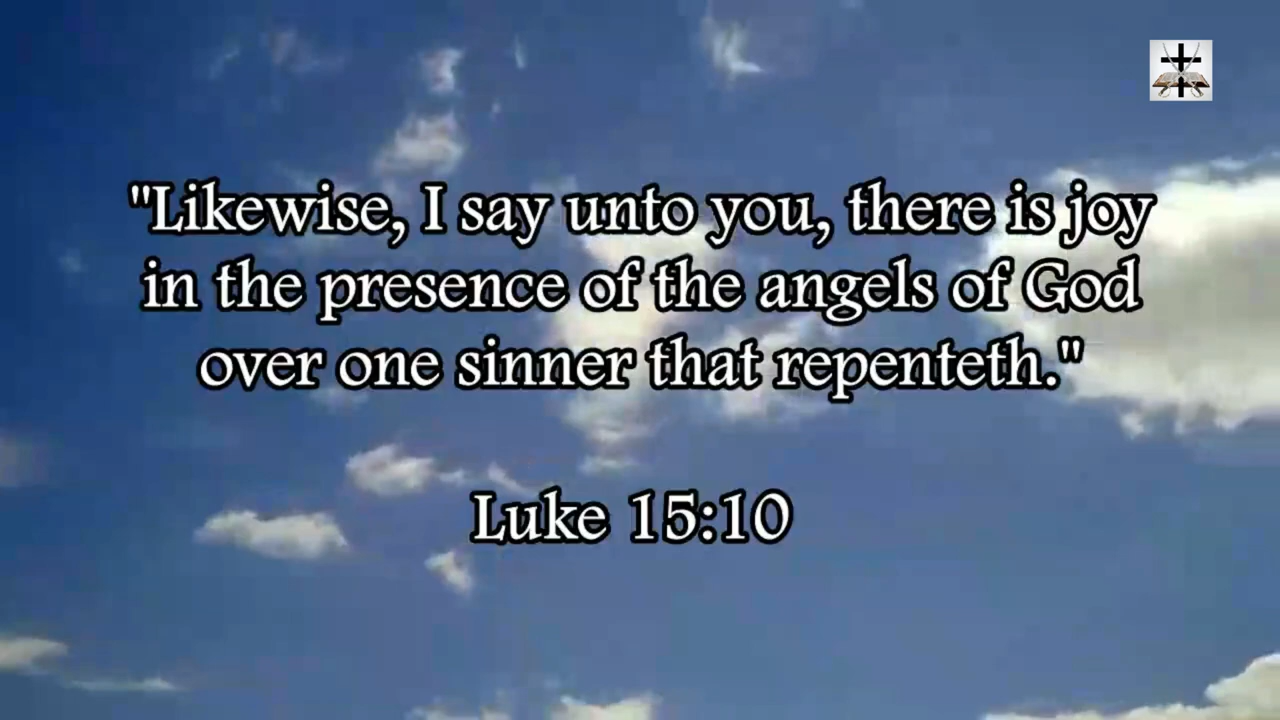 "Likewise, I say unto you, there is joy
in the presence of the angels of God
over one sinner that repenteth."
Luke 15:10